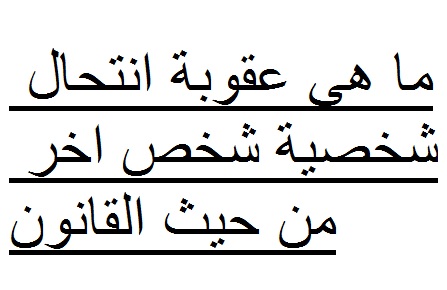 ما هي عقوبة انتحال
شخصية شخص اخر
من حيث القانون